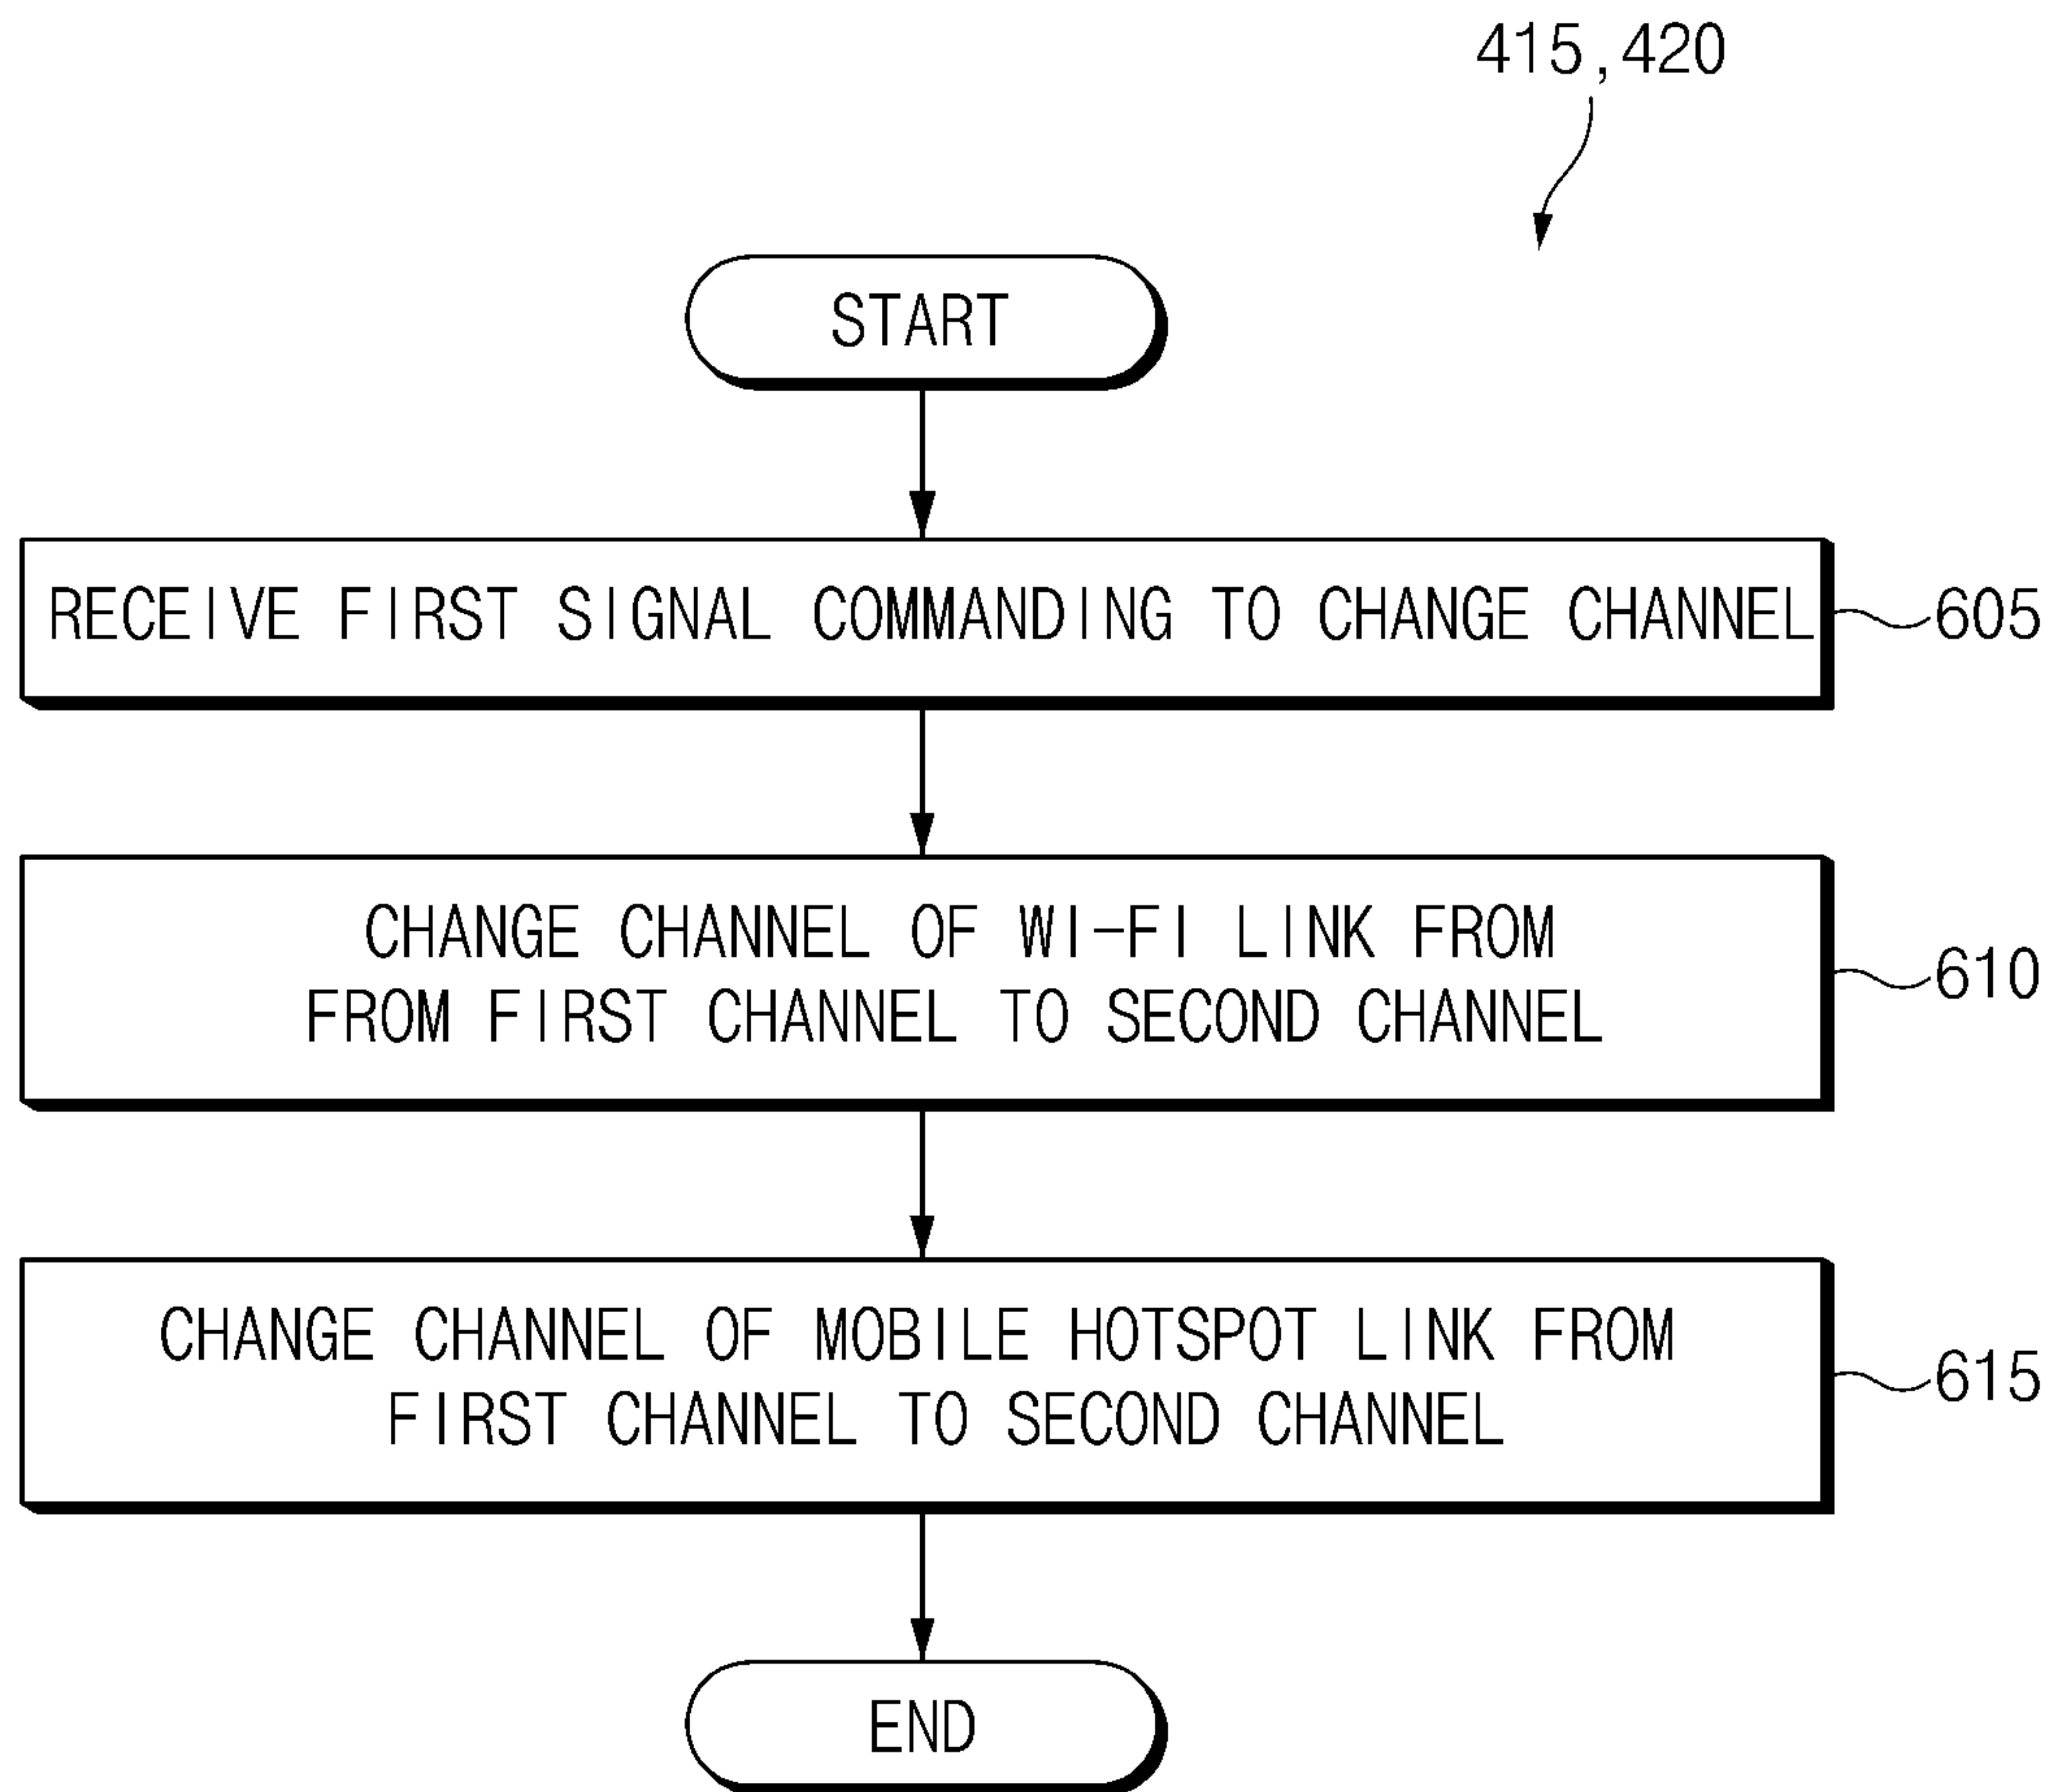 415,420
START
RECEIVE FIRST SIGNAL COMMANDING TO CHANGE CHANNEL
605
CHANGE CHANNEL OF WI-FI LINK FROM
FROM FIRST CHANNEL TO SECOND CHANNEL
610
CHANGE CHANNEL OF MOBILE HOTSPOT LINK FROM
FIRST CHANNEL TO SECOND CHANNEL
615
END